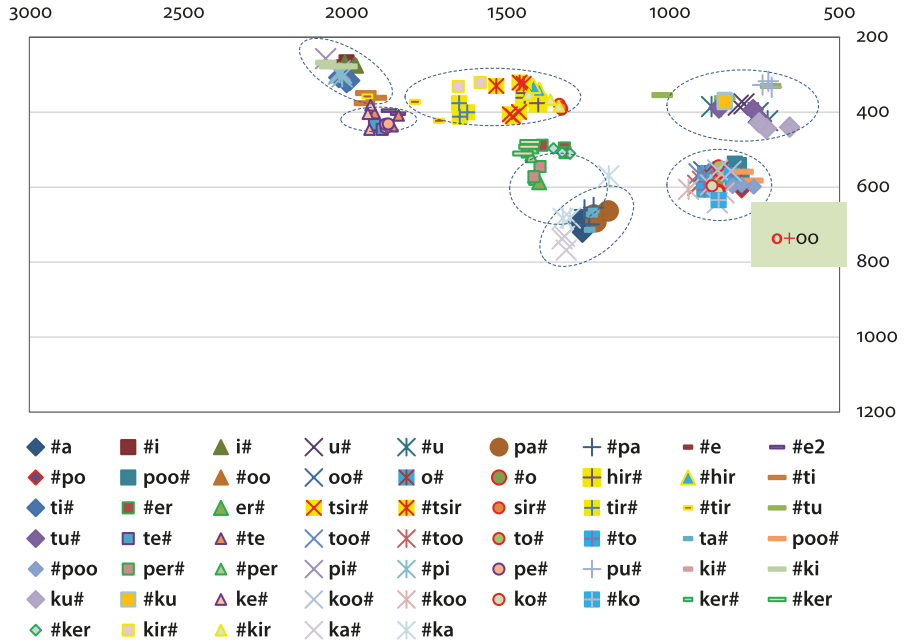 3000 2500 2000 1500 1000 500
200
400
600
o+oo
800
1000
1200
#a #i i# u# #u pa# #pa #e #e2
#po poo# #oo oo# o# #o hir# #hir #ti
ti# #er er# tsir# #tsir sir# tir# #tir #tu
tu# te# #te too# #too to# #to ta# poo#
#poo per# #per pi# #pi pe# pu# ki# #ki
ku# #ku ke# koo# #koo ko# #ko ker# #ker
#ker kir# #kir ka# #ka